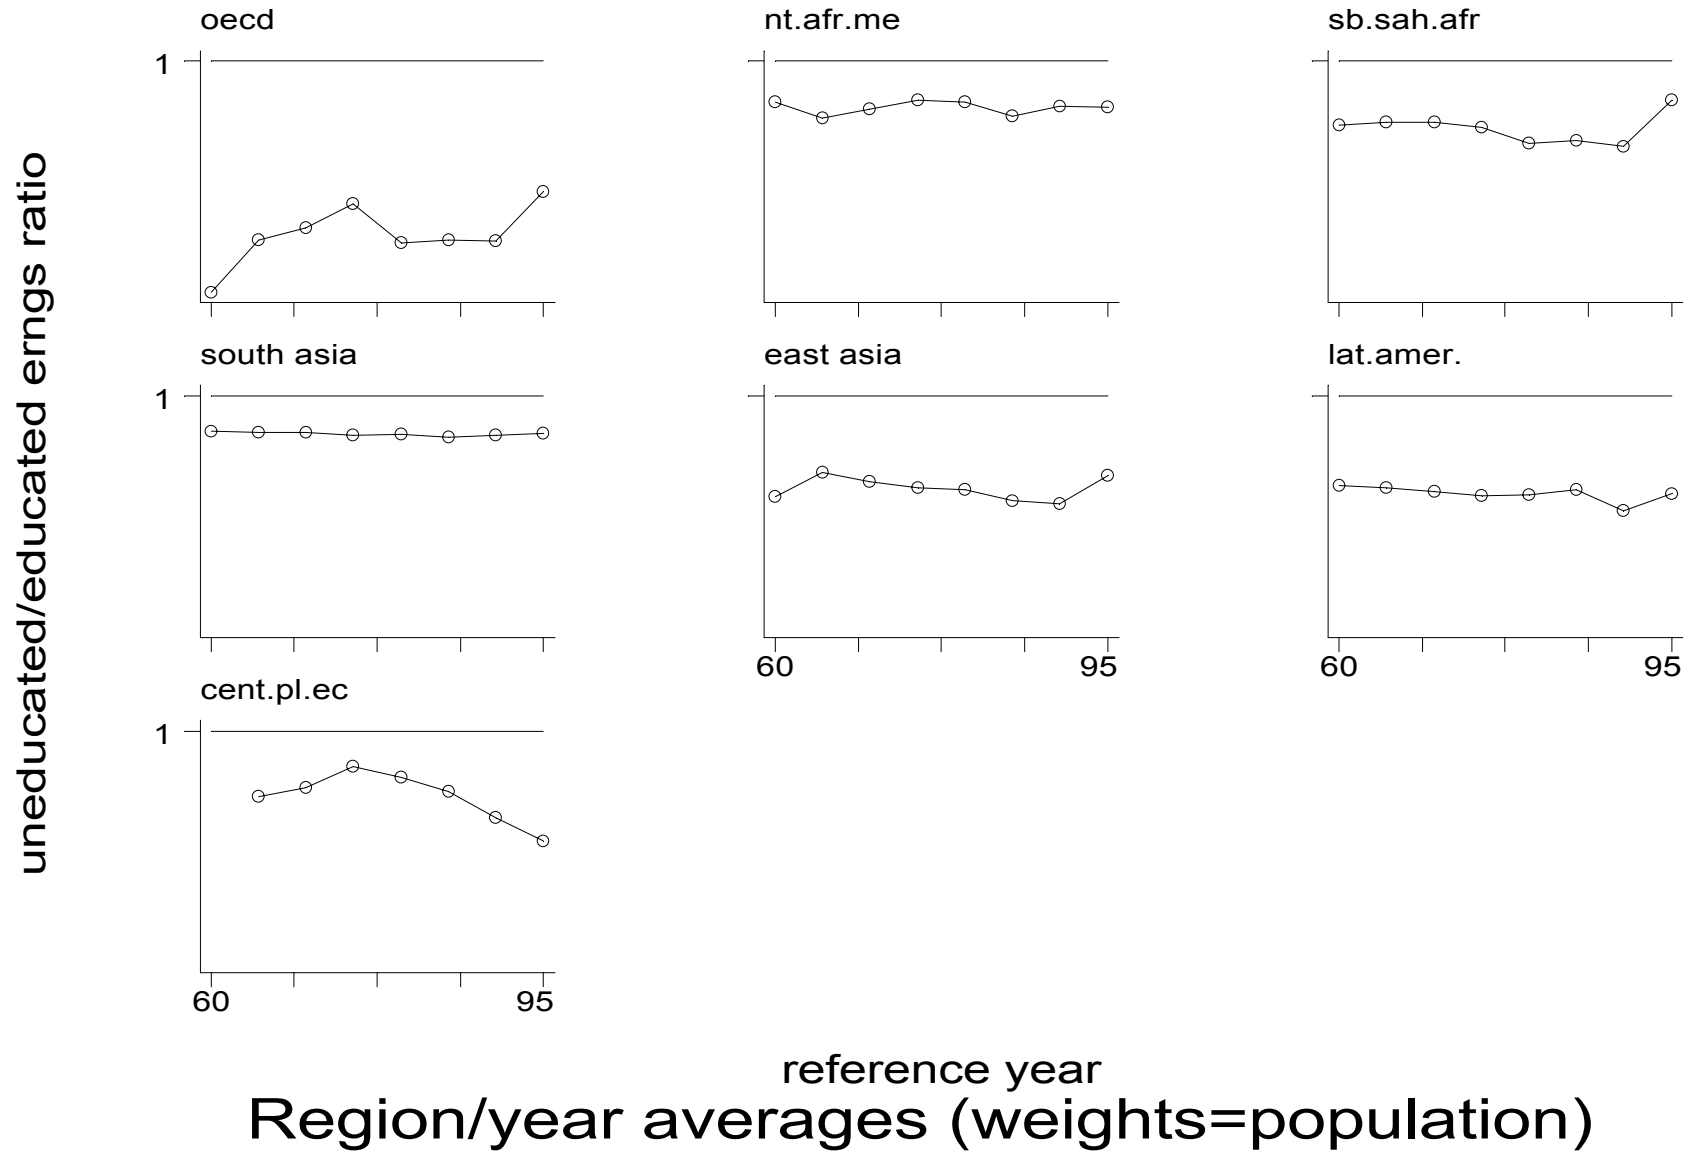 oecd
nt.afr.me
sb.sah.afr
1
south asia
east asia
lat.amer.
1
60
95
60
95
cent.pl.ec
1
60
95
uneducated/educated erngs ratio
reference year
Region/year averages (weights=population)